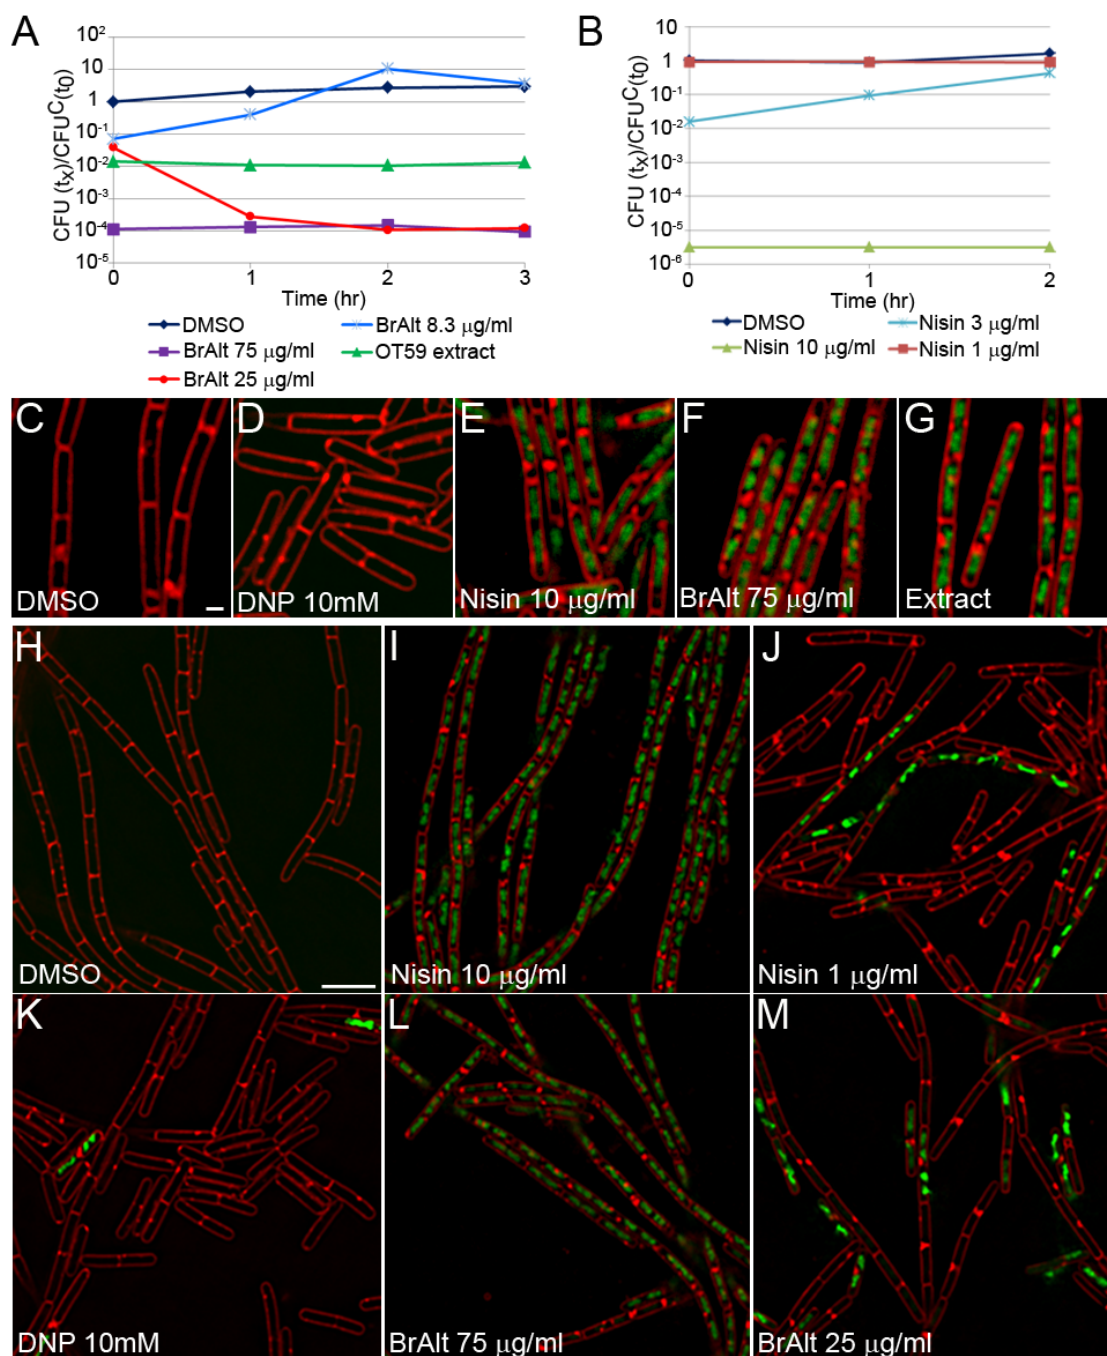 A
CFU (tx)/CFUC(t0)
10²
10
1
10⁻¹
10⁻²
10⁻³
10⁻⁴
10⁻⁵
0 1 2 3
Time (hr)
DMSO
BrAlt 8.3 μg/ml
BrAlt 75 μg/ml
OT59 extract
BrAlt 25 μg/ml
B
CFU (tx)/CFUC(t0)
10
1
10⁻¹
10⁻²
10⁻³
10⁻⁴
10⁻⁵
10⁻⁶
0 1 2
Time (hr)
DMSO
Nisin 3 μg/ml
Nisin 10 μg/ml
Nisin 1 μg/ml
C
DMSO
D
DNP 10mM
E
Nisin 10 μg/ml
F
BrAlt 75 μg/ml
G
Extract
H
DMSO
I
Nisin 10 μg/ml
J
Nisin 1 μg/ml
K
DNP 10mM
L
BrAlt 75 μg/ml
M
BrAlt 25 μg/ml